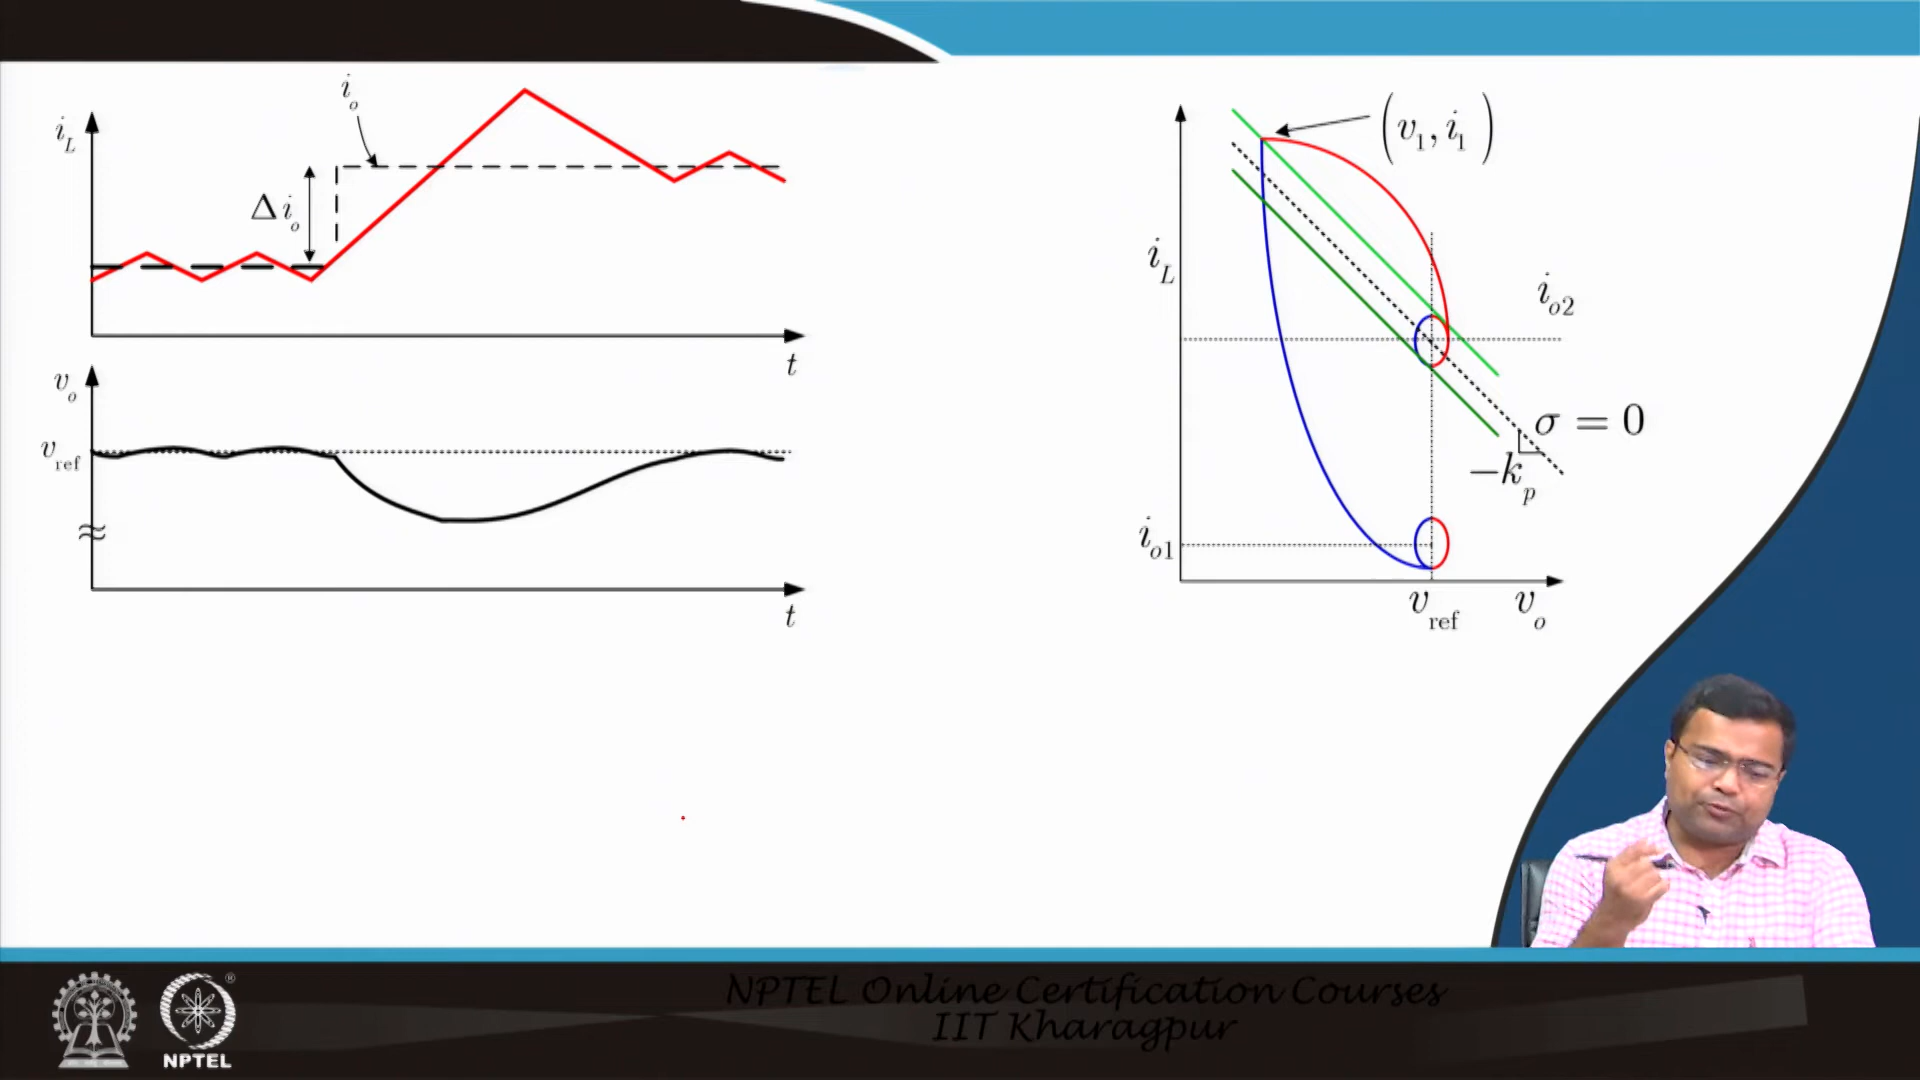 i_o
i_L
Δ i_o
t
v_o
v_ref
≈
t
(v_1, i_1)
i_L
i_o2
σ = 0
−k_p
i_o1
v_ref
v_o
NPTEL Online Certification Courses
IIT Kharagpur
®
NPTEL